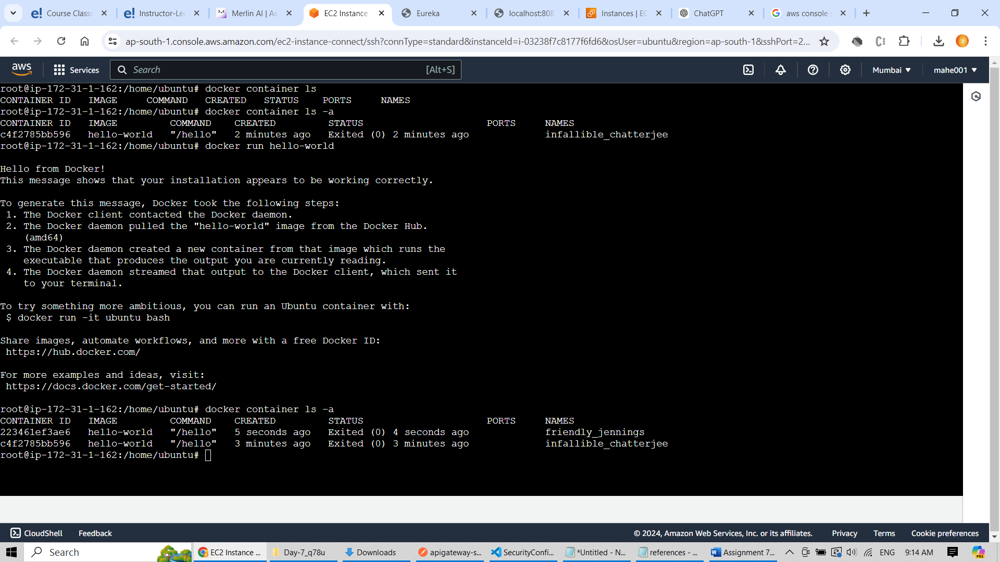 Course Classr
Instructor-Lec
Merlin AI | As
EC2 Instance
Eureka
localhost:808
Instances | EC
ChatGPT
aws console s
ap-south-1.console.aws.amazon.com/ec2-instance-connect/ssh?connType=standard&instanceId=i-03238f7c8177f6fd6&osUser=ubuntu&region=ap-south-1&sshPort=2...
aws
Services
Search
[Alt+S]
Mumbai
mahe001
root@ip-172-31-1-162:/home/ubuntu# docker container ls
CONTAINER ID   IMAGE     COMMAND   CREATED   STATUS    PORTS     NAMES
root@ip-172-31-1-162:/home/ubuntu# docker container ls -a
CONTAINER ID   IMAGE         COMMAND    CREATED         STATUS                     PORTS     NAMES
c4f2785bb596   hello-world   "/hello"   2 minutes ago   Exited (0) 2 minutes ago             infallible_chatterjee
root@ip-172-31-1-162:/home/ubuntu# docker run hello-world
Hello from Docker!
This message shows that your installation appears to be working correctly.
To generate this message, Docker took the following steps:
 1. The Docker client contacted the Docker daemon.
 2. The Docker daemon pulled the "hello-world" image from the Docker Hub.
    (amd64)
 3. The Docker daemon created a new container from that image which runs the
    executable that produces the output you are currently reading.
 4. The Docker daemon streamed that output to the Docker client, which sent it
    to your terminal.
To try something more ambitious, you can run an Ubuntu container with:
 $ docker run -it ubuntu bash
Share images, automate workflows, and more with a free Docker ID:
 https://hub.docker.com/
For more examples and ideas, visit:
 https://docs.docker.com/get-started/
root@ip-172-31-1-162:/home/ubuntu# docker container ls -a
CONTAINER ID   IMAGE         COMMAND    CREATED         STATUS                     PORTS     NAMES
223461ef3ae6   hello-world   "/hello"   5 seconds ago   Exited (0) 4 seconds ago             friendly_jennings
c4f2785bb596   hello-world   "/hello"   3 minutes ago   Exited (0) 3 minutes ago             infallible_chatterjee
root@ip-172-31-1-162:/home/ubuntu#
CloudShell
Feedback
© 2024, Amazon Web Services, Inc. or its affiliates.
Privacy
Terms
Cookie preferences
Search
EC2 Instance ...
Day-7_q78u
Downloads
apigateway-s...
SecurityConfi...
*Untitled - N...
references - ...
Assignment 7...
ENG
9:14 AM
PRE